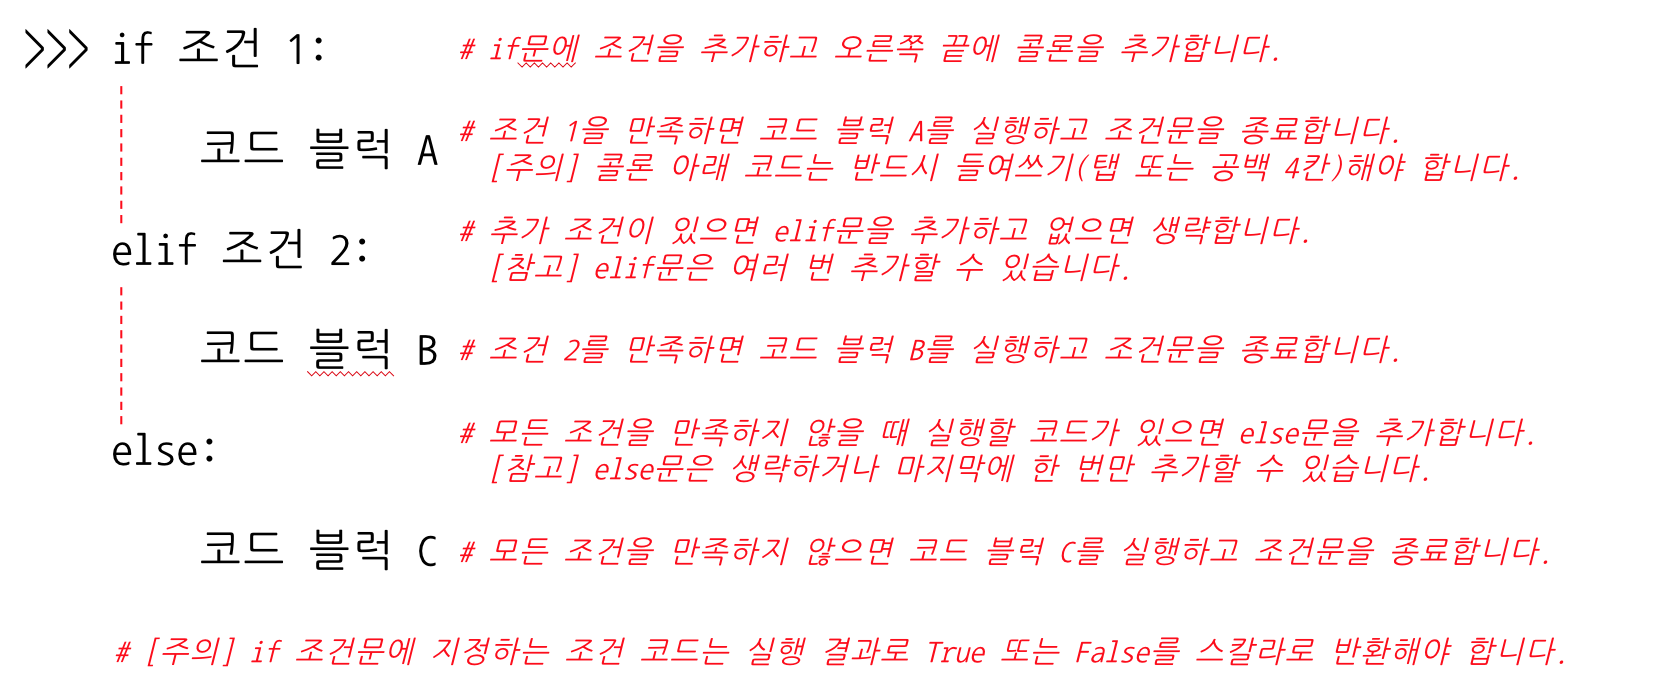 >>> if 조건 1: # if문에 조건을 추가하고 오른쪽 끝에 콜론을 추가합니다.
코드 블럭 A # 조건 1을 만족하면 코드 블럭 A를 실행하고 조건문을 종료합니다.
[주의] 콜론 아래 코드는 반드시 들여쓰기(탭 또는 공백 4칸)해야 합니다.
elif 조건 2: # 추가 조건이 있으면 elif문을 추가하고 없으면 생략합니다.
[참고] elif문은 여러 번 추가할 수 있습니다.
코드 블럭 B # 조건 2를 만족하면 코드 블럭 B를 실행하고 조건문을 종료합니다.
else: # 모든 조건을 만족하지 않을 때 실행할 코드가 있으면 else문을 추가합니다.
[참고] else문은 생략하거나 마지막에 한 번만 추가할 수 있습니다.
코드 블럭 C # 모든 조건을 만족하지 않으면 코드 블럭 C를 실행하고 조건문을 종료합니다.
# [주의] if 조건문에 지정하는 조건 코드는 실행 결과로 True 또는 False를 스칼라로 반환해야 합니다.